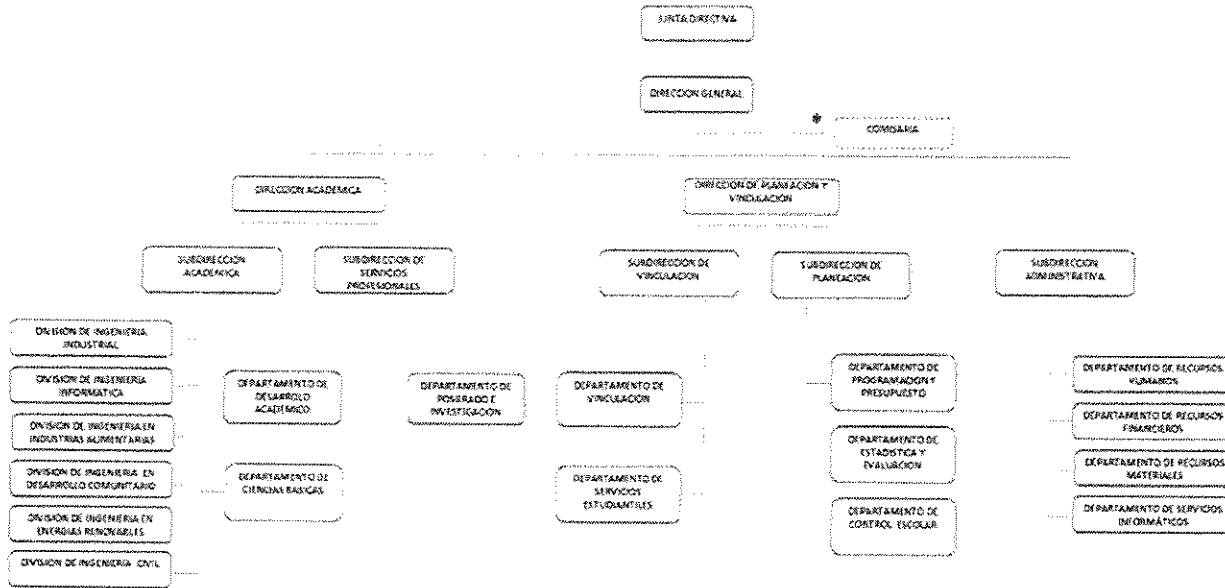 JUNTA DIRECTIVA
DIRECCION GENERAL
*
COMISARIA
DIRECCION ACADEMICA
DIRECCION DE PLANEACION Y
VINCULACION
SUBDIRECCION
ACADEMICA
SUBDIRECCION DE
SERVICIOS
PROFESIONALES
SUBDIRECCION DE
VINCULACION
SUBDIRECCION DE
PLANEACION
SUBDIRECCION
ADMINISTRATIVA
DIVISION DE INGENIERIA
INDUSTRIAL
DIVISION DE INGENIERIA
INFORMATICA
DIVISION DE INGENIERIA EN
INDUSTRIAS ALIMENTARIAS
DIVISION DE INGENIERIA EN
DESARROLLO COMUNITARIO
DIVISION DE INGENIERIA EN
ENERGIAS RENOVABLES
DIVISION DE INGENIERIA CIVIL
DEPARTAMENTO DE
DESARROLLO
ACADEMICO
DEPARTAMENTO DE
CIENCIAS BASICAS
DEPARTAMENTO DE
POSGRADO E
INVESTIGACION
DEPARTAMENTO DE
VINCULACION
DEPARTAMENTO DE
SERVICIOS
ESTUDIANTILES
DEPARTAMENTO DE
PROGRAMACION Y
PRESUPUESTO
DEPARTAMENTO DE
ESTADISTICA Y
EVALUACION
DEPARTAMENTO DE
CONTROL ESCOLAR
DEPARTAMENTO DE RECURSOS
HUMANOS
DEPARTAMENTO DE RECURSOS
FINANCIEROS
DEPARTAMENTO DE RECURSOS
MATERIALES
DEPARTAMENTO DE SERVICIOS
INFORMÁTICOS